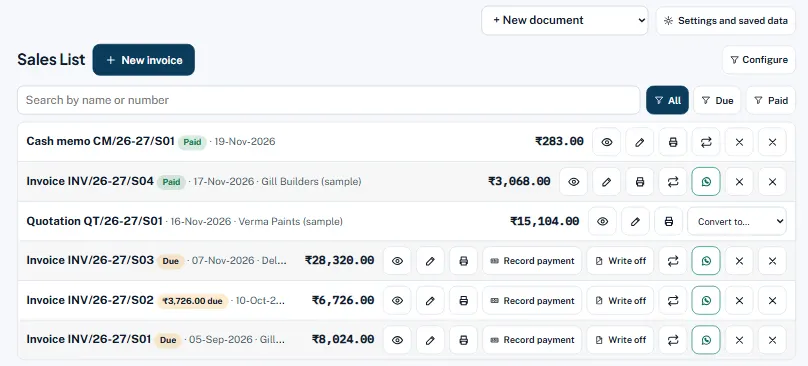 + New document
Settings and saved data
Sales List
+ New invoice
Configure
Search by name or number
All
Due
Paid
Cash memo CM/26-27/S01 Paid · 19-Nov-2026 ₹283.00
Invoice INV/26-27/S04 Paid · 17-Nov-2026 · Gill Builders (sample) ₹3,068.00
Quotation QT/26-27/S01 · 16-Nov-2026 · Verma Paints (sample) ₹15,104.00 Convert to...
Invoice INV/26-27/S03 Due · 07-Nov-2026 · Del... ₹28,320.00 Record payment Write off
Invoice INV/26-27/S02 ₹3,726.00 due · 10-Oct-2... ₹6,726.00 Record payment Write off
Invoice INV/26-27/S01 Due · 05-Sep-2026 · Gill... ₹8,024.00 Record payment Write off